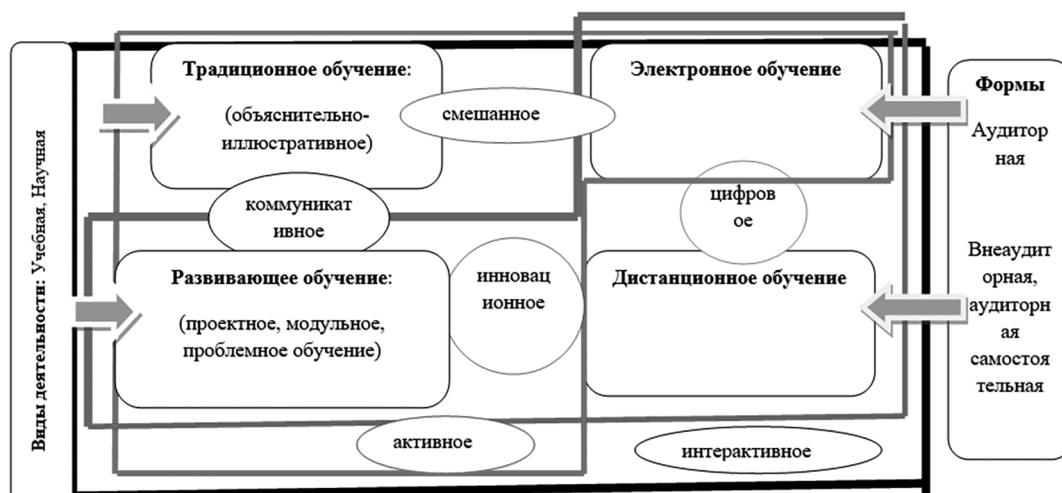 Виды деятельности: Учебная, Научная
Традиционное обучение:
(объяснительно-
иллюстративное)
смешанное
Электронное обучение
коммуникат
ивное
цифров
ое
Развивающее обучение:
(проектное, модульное,
проблемное обучение)
инновац
ионное
Дистанционное обучение
активное
интерактивное
Формы
Аудитор
ная
Внеаудит
орная,
аудиторн
ая
самостоя
тельная